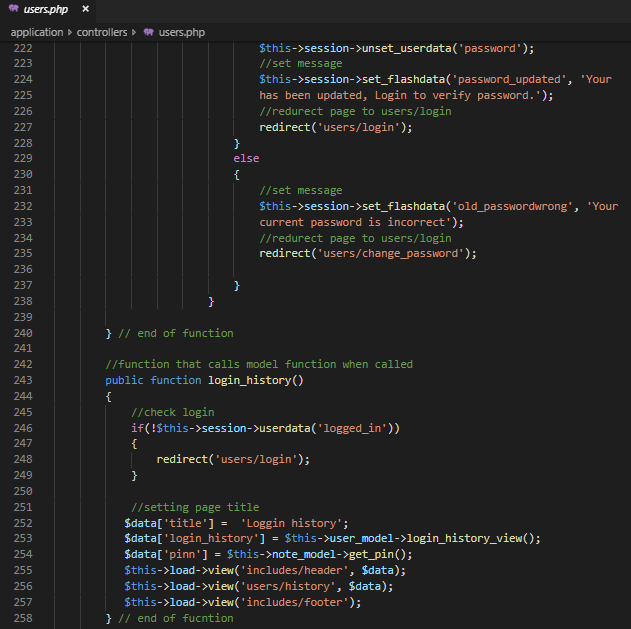 users.php ×
application controllers users.php
222 $this->session->unset_userdata('password');
223 //set message
224 $this->session->set_flashdata('password_updated', 'Your
225 has been updated, Login to verify password.');
226 //redurect page to users/login
227 redirect('users/login');
228 }
229 else
230 {
231 //set message
232 $this->session->set_flashdata('old_passwordwrong', 'Your
233 current password is incorrect');
234 //redurect page to users/login
235 redirect('users/change_password');
236
237 }
238 }
239
240 } // end of function
241
242 //function that calls model function when called
243 public function login_history()
244 {
245 //check login
246 if(!$this->session->userdata('logged_in'))
247 {
248 redirect('users/login');
249 }
250
251 //setting page title
252 $data['title'] = 'Loggin history';
253 $data['login_history'] = $this->user_model->login_history_view();
254 $data['pinn'] = $this->note_model->get_pin();
255 $this->load->view('includes/header', $data);
256 $this->load->view('users/history', $data);
257 $this->load->view('includes/footer');
258 } // end of fucntion